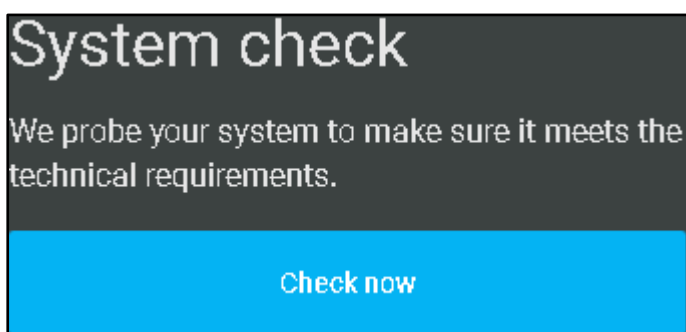 System check
We probe your system to make sure it meets the
technical requirements.
Check now